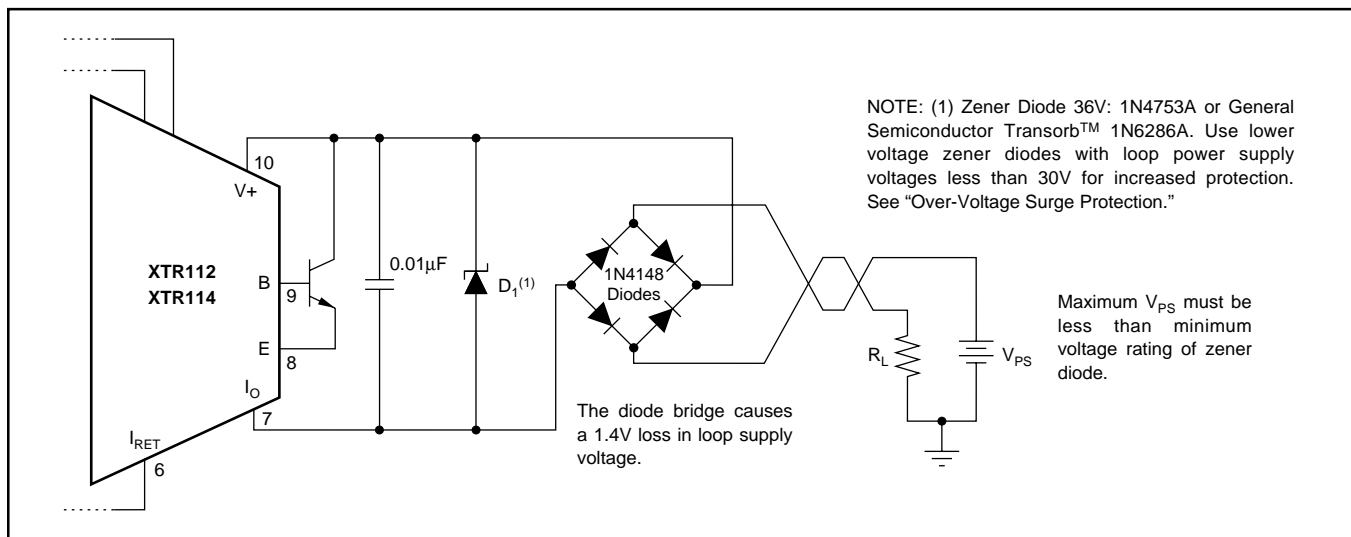 NOTE: (1) Zener Diode 36V: 1N4753A or General
Semiconductor Transorb™ 1N6286A. Use lower
voltage zener diodes with loop power supply
voltages less than 30V for increased protection.
See “Over-Voltage Surge Protection.”
10
V+
XTR112
XTR114
B
9
E
8
I_O
7
I_RET
6
0.01µF
D₁⁽¹⁾
1N4148
Diodes
The diode bridge causes
a 1.4V loss in loop supply
voltage.
R_L
V_PS
Maximum V_PS must be
less than minimum
voltage rating of zener
diode.